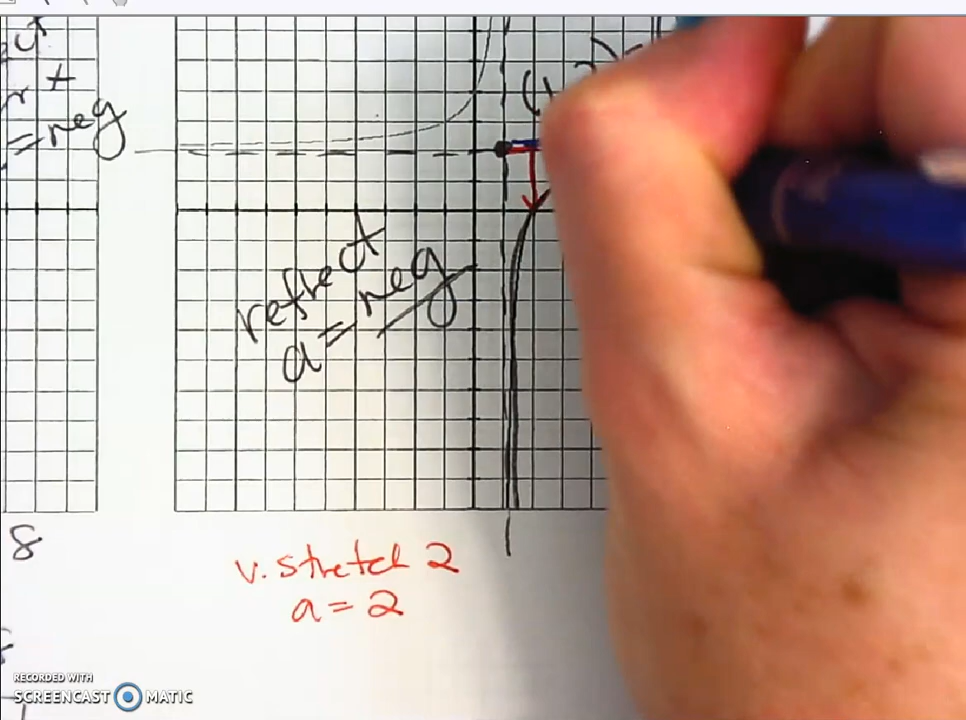 = neg
reflect
a = neg
8
v. stretch 2
a = 2
RECORDED WITH
SCREENCAST MATIC